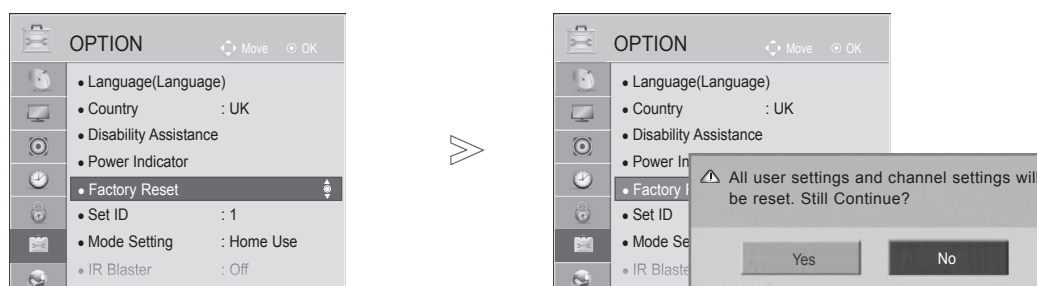 OPTION Move OK
• Language(Language)
• Country : UK
• Disability Assistance
• Power Indicator
• Factory Reset
• Set ID : 1
• Mode Setting : Home Use
• IR Blaster : Off
OPTION Move OK
• Language(Language)
• Country : UK
• Disability Assistance
• Power In
• Factory R
• Set ID
• Mode Se
• IR Blaste
All user settings and channel settings will
be reset. Still Continue?
Yes No